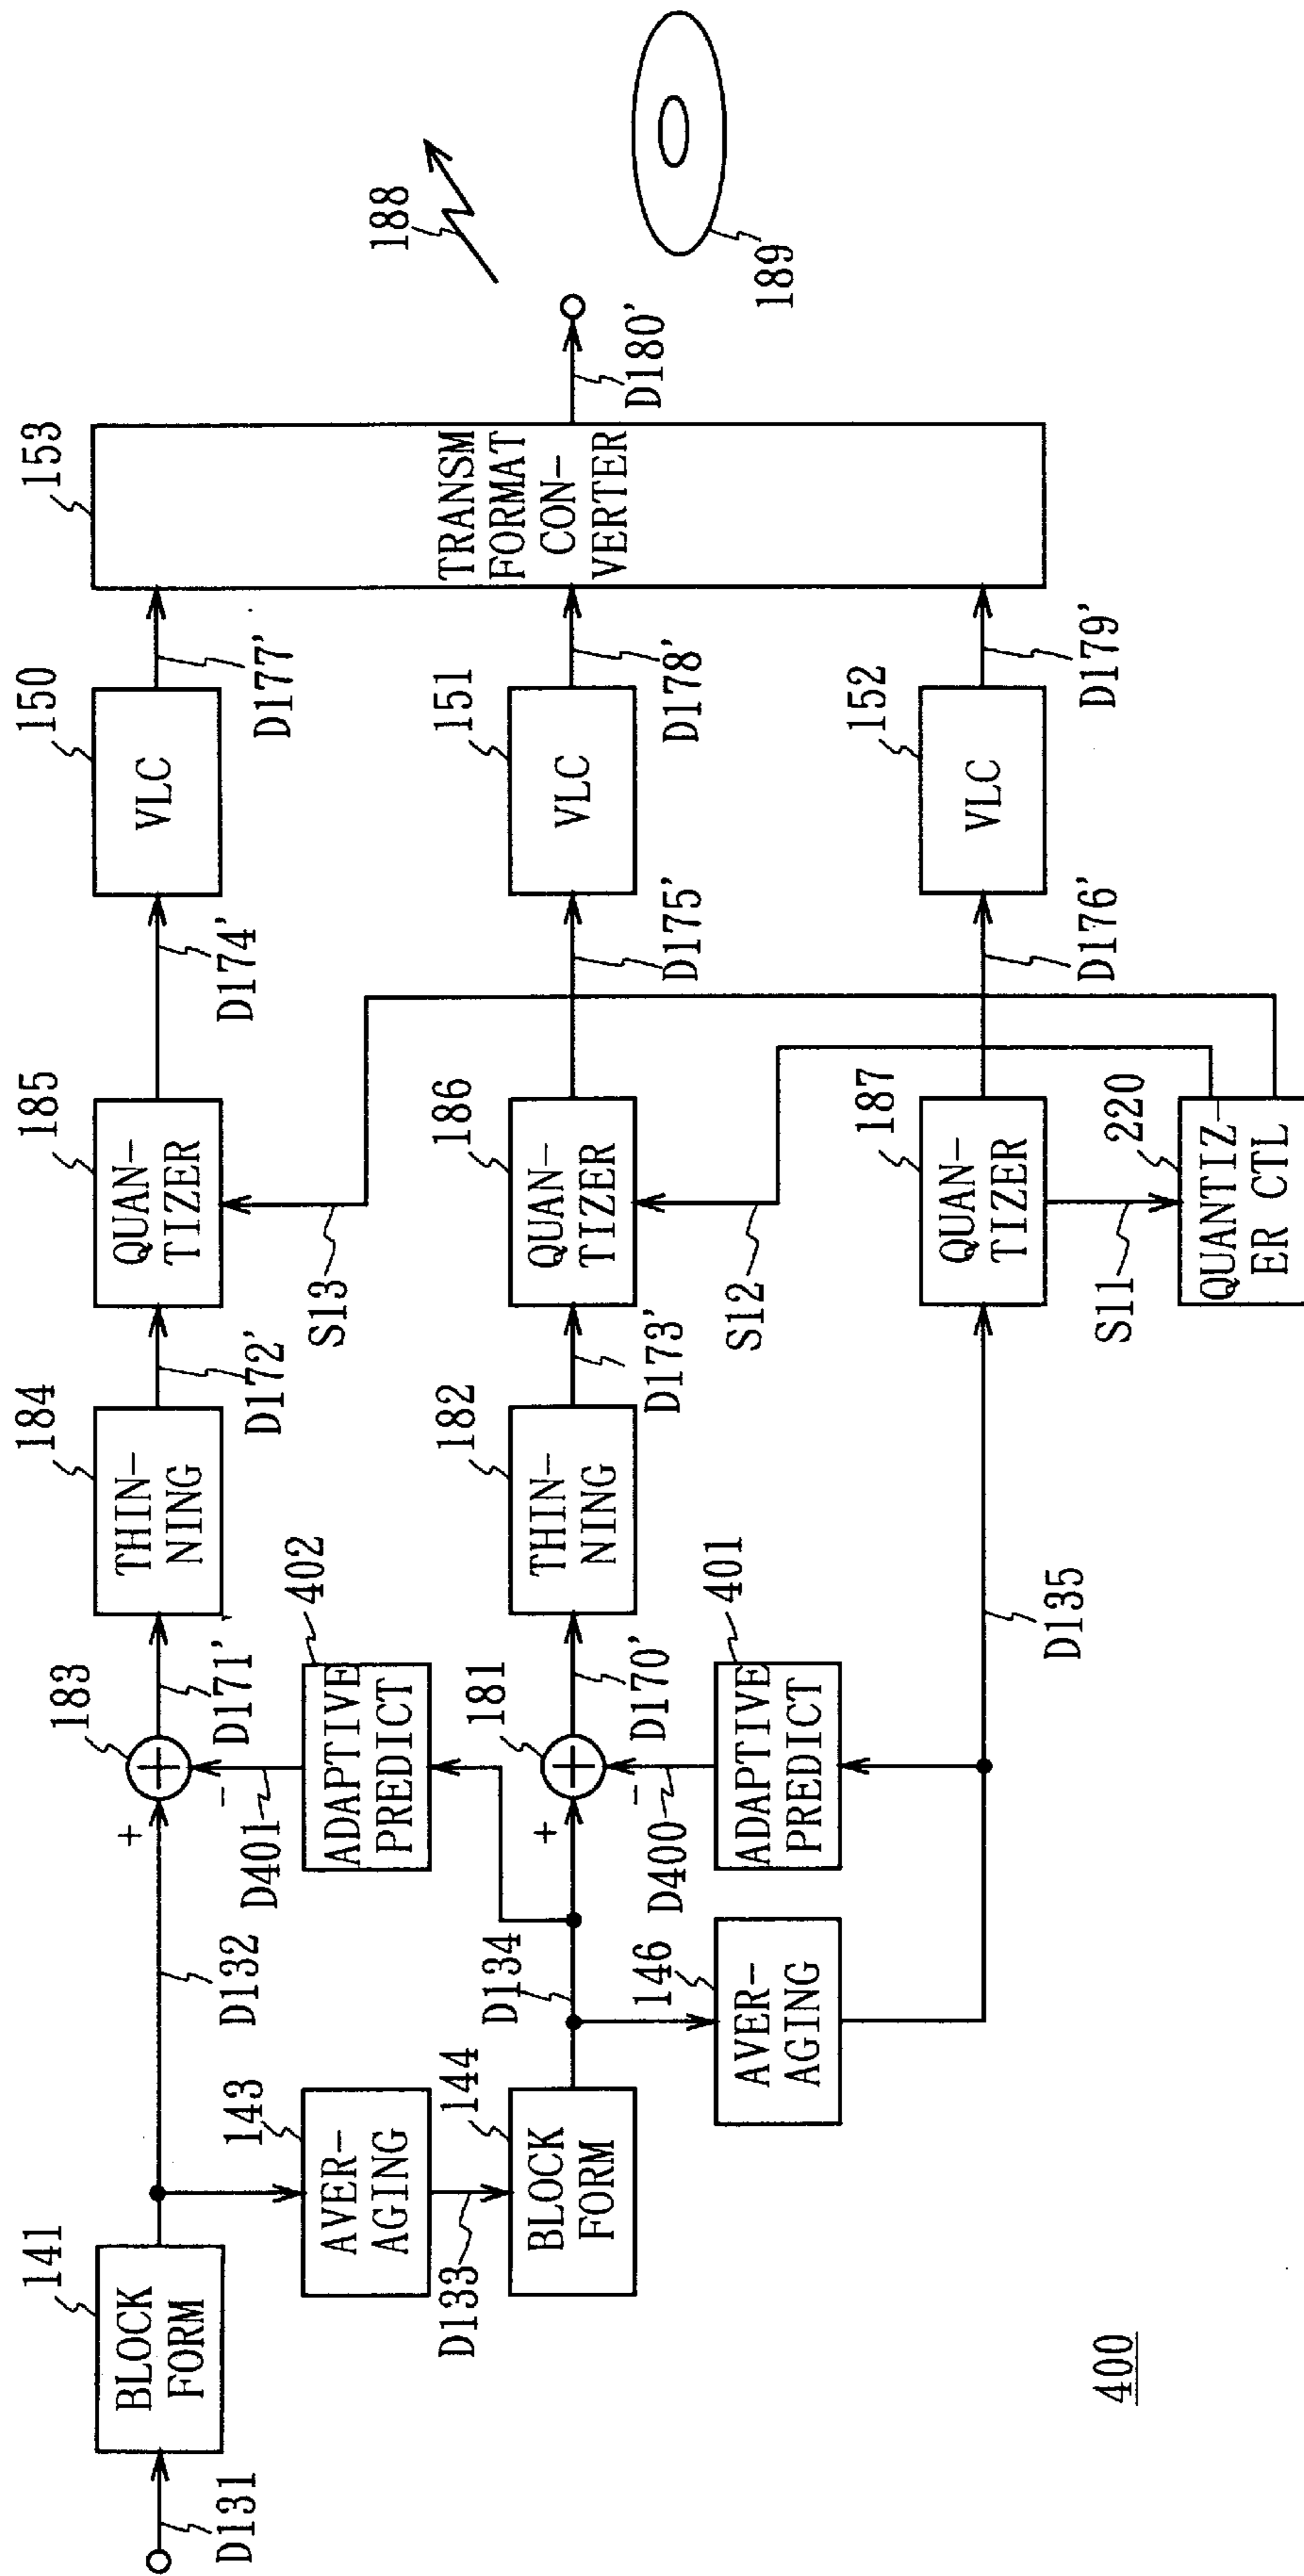 D131
141
BLOCK
FORM
D132
143
AVER-
AGING
D133
144
BLOCK
FORM
D134
146
AVER-
AGING
+
183
−
D401
D171'
402
ADAPTIVE
PREDICT
+
181
−
D400
D170'
401
ADAPTIVE
PREDICT
D135
184
THIN-
NING
D172'
182
THIN-
NING
D173'
185
QUAN-
TIZER
S13
D174'
186
QUAN-
TIZER
S12
D175'
187
QUAN-
TIZER
S11
D176'
220
QUANTIZ-
ER CTL
150
VLC
D177'
151
VLC
D178'
152
VLC
D179'
153
TRANSM
FORMAT
CON-
VERTER
D180'
188
189
400